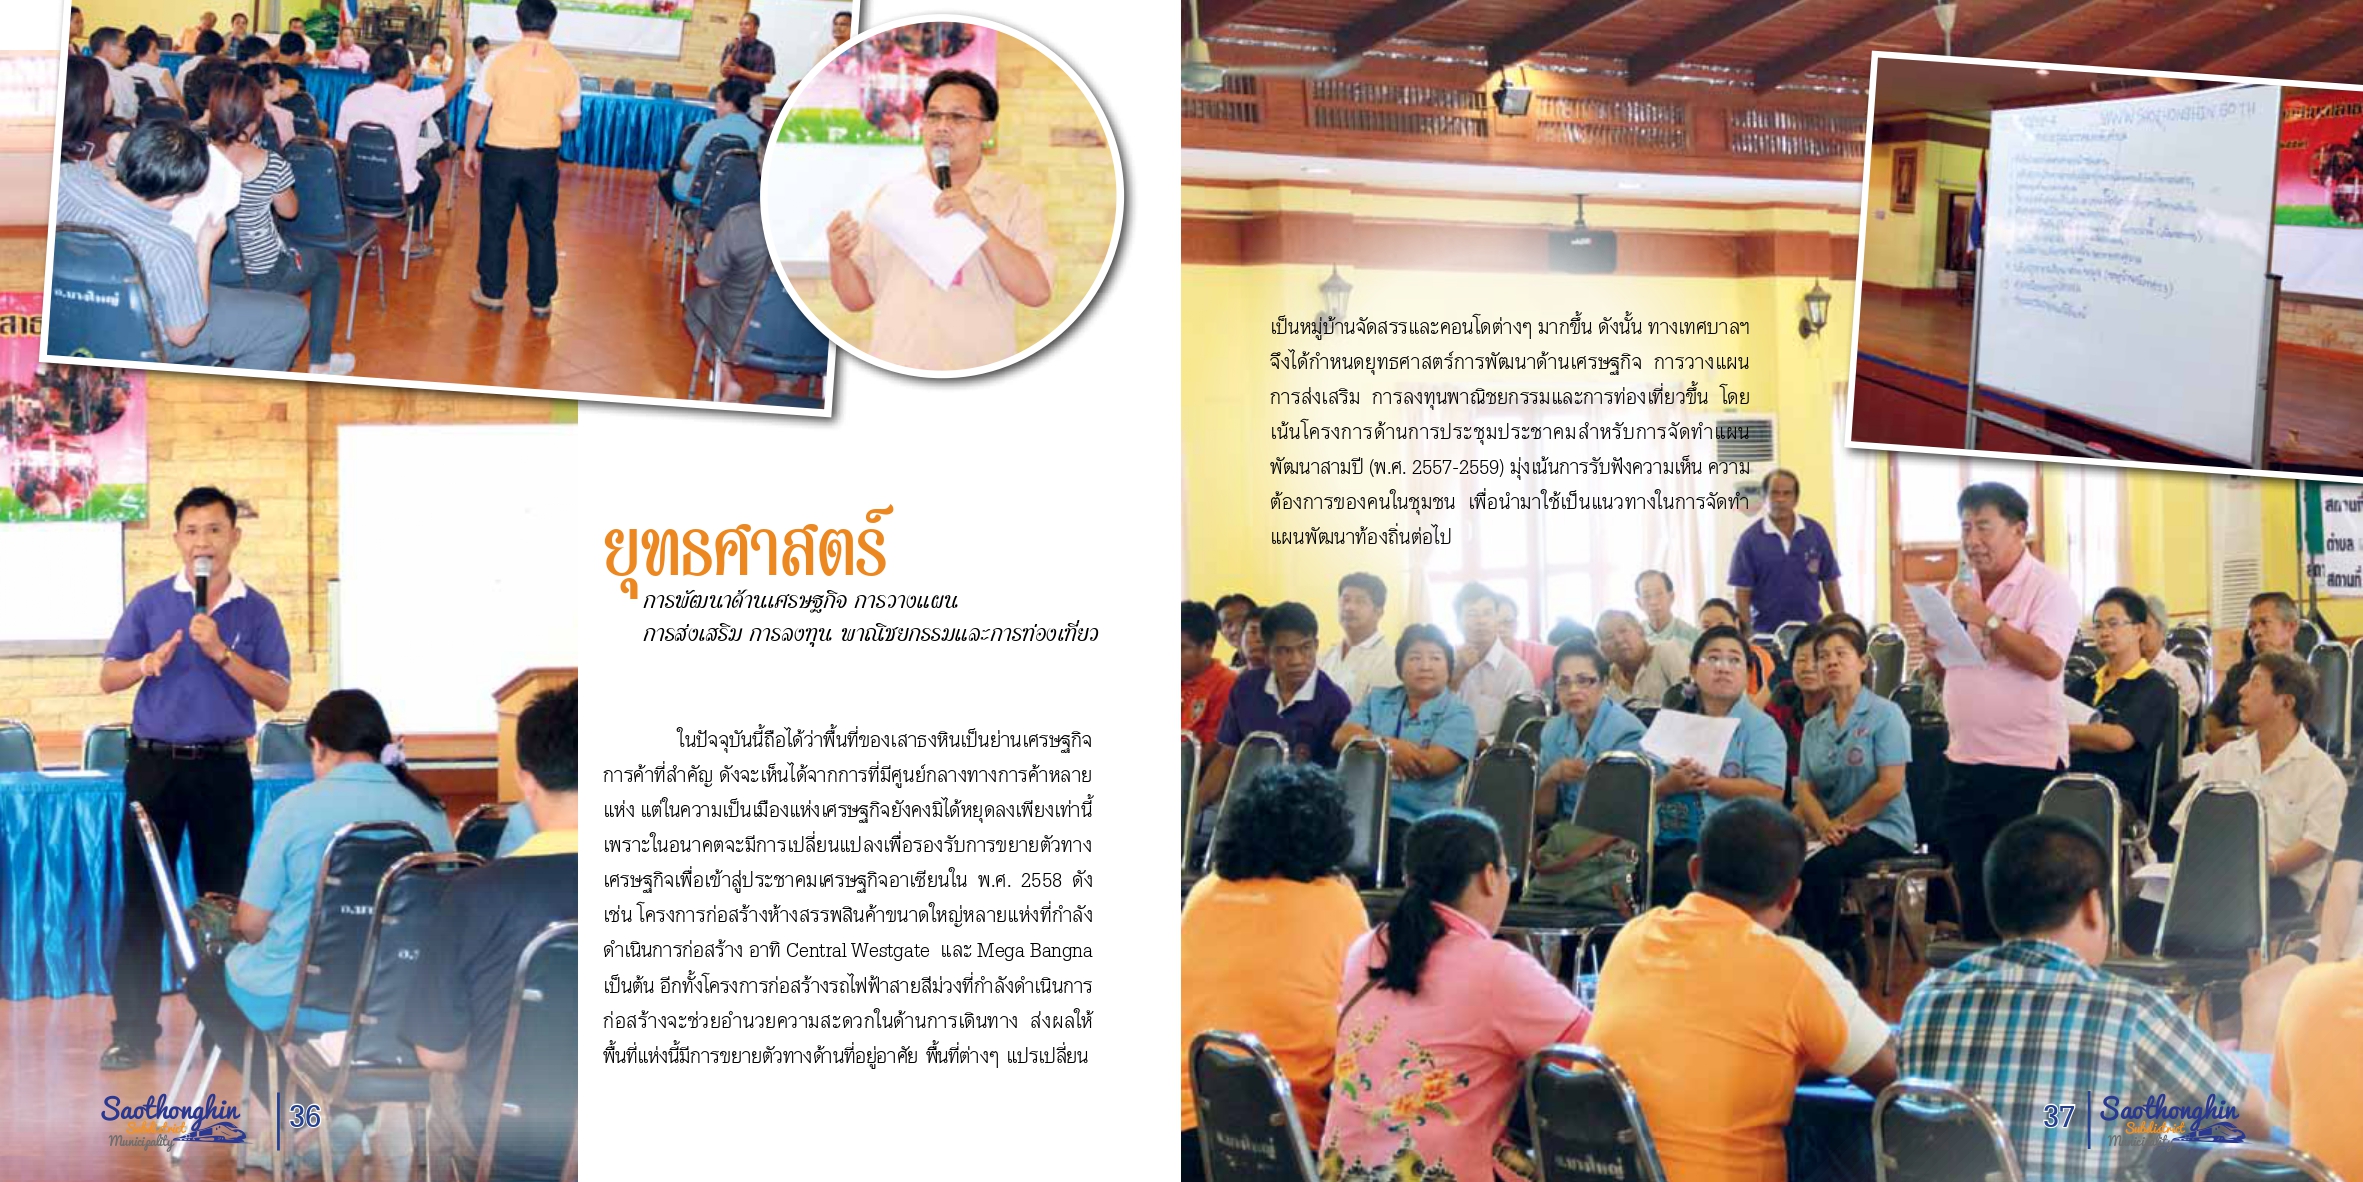 ยุทธศาสตร์
การพัฒนาด้านเศรษฐกิจ การวางแผน
การส่งเสริม การลงทุน พาณิชยกรรมและการท่องเที่ยว
ในปัจจุบันนี้ถือได้ว่าพื้นที่ของเสาธงหินเป็นย่านเศรษฐกิจ
การค้าที่สำคัญ ดังจะเห็นได้จากการที่มีศูนย์กลางทางการค้าหลาย
แห่ง แต่ในความเป็นเมืองแห่งเศรษฐกิจยังคงมิได้หยุดลงเพียงเท่านี้
เพราะในอนาคตจะมีการเปลี่ยนแปลงเพื่อรองรับการขยายตัวทาง
เศรษฐกิจเพื่อเข้าสู่ประชาคมเศรษฐกิจอาเซียนใน พ.ศ. 2558 ดัง
เช่น โครงการก่อสร้างห้างสรรพสินค้าขนาดใหญ่หลายแห่งที่กำลัง
ดำเนินการก่อสร้าง อาทิ Central Westgate และ Mega Bangna
เป็นต้น อีกทั้งโครงการก่อสร้างรถไฟฟ้าสายสีม่วงที่กำลังดำเนินการ
ก่อสร้างจะช่วยอำนวยความสะดวกในด้านการเดินทาง ส่งผลให้
พื้นที่แห่งนี้มีการขยายตัวทางด้านที่อยู่อาศัย พื้นที่ต่างๆ แปรเปลี่ยน
Saothonghin
Subdistrict
Municipality
36
เป็นหมู่บ้านจัดสรรและคอนโดต่างๆ มากขึ้น ดังนั้น ทางเทศบาลฯ
จึงได้กำหนดยุทธศาสตร์การพัฒนาด้านเศรษฐกิจ การวางแผน
การส่งเสริม การลงทุนพาณิชยกรรมและการท่องเที่ยวขึ้น โดย
เน้นโครงการด้านการประชุมประชาคมสำหรับการจัดทำแผน
พัฒนาสามปี (พ.ศ. 2557-2559) มุ่งเน้นการรับฟังความเห็น ความ
ต้องการของคนในชุมชน เพื่อนำมาใช้เป็นแนวทางในการจัดทำ
แผนพัฒนาท้องถิ่นต่อไป
ตำบล
สถานที่
อ.บางใหญ่
อ.บางใหญ่
37
Saothonghin
Subdistrict
Municipality